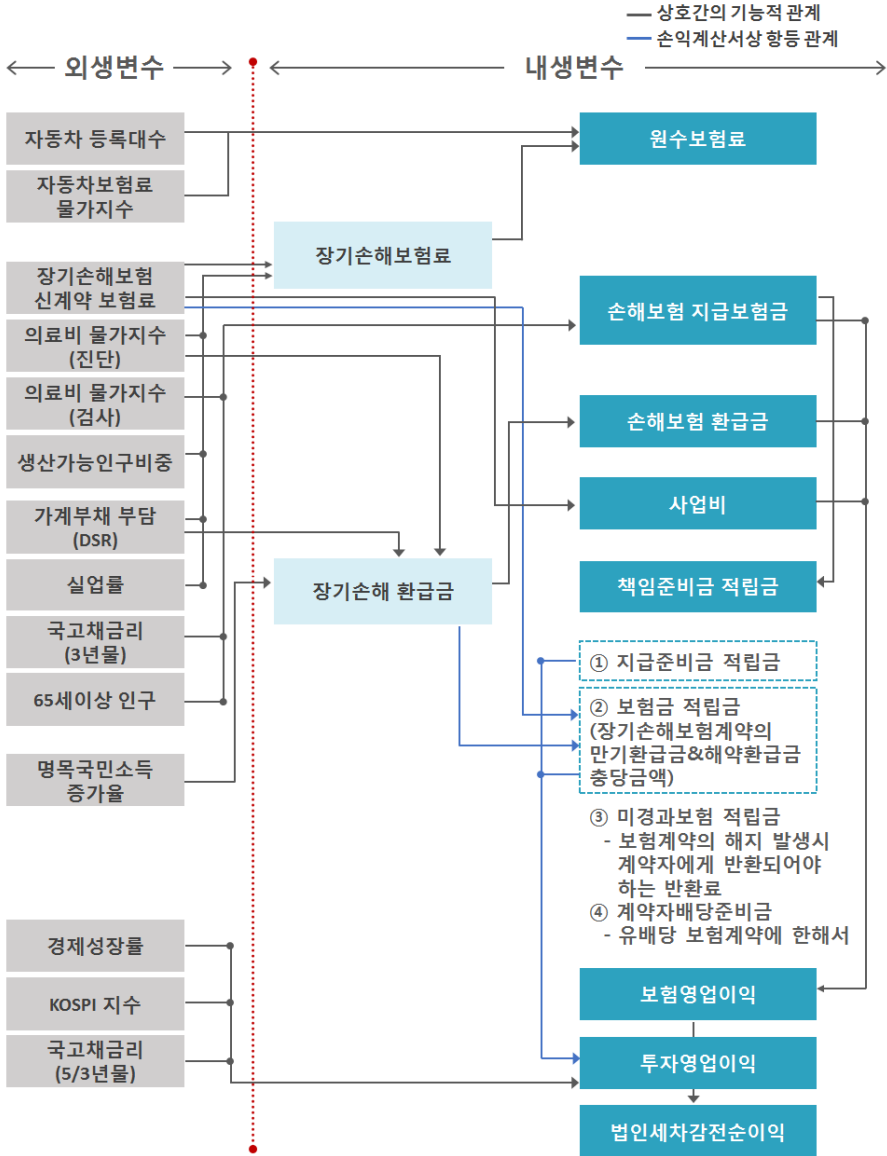 상호간의 기능적 관계
손익계산서상 항등 관계
외생변수
내생변수
자동차 등록대수
자동차보험료
물가지수
장기손해보험
신계약 보험료
의료비 물가지수
(진단)
의료비 물가지수
(검사)
생산가능인구비중
가계부채 부담
(DSR)
실업률
국고채금리
(3년물)
65세이상 인구
명목국민소득
증가율
경제성장률
KOSPI 지수
국고채금리
(5/3년물)
장기손해보험료
장기손해 환급금
원수보험료
손해보험 지급보험금
손해보험 환급금
사업비
책임준비금 적립금
① 지급준비금 적립금
② 보험금 적립금
(장기손해보험계약의
만기환급금&해약환급금
충당금액)
③ 미경과보험 적립금
- 보험계약의 해지 발생시
계약자에게 반환되어야
하는 반환료
④ 계약자배당준비금
- 유배당 보험계약에 한해서
보험영업이익
투자영업이익
법인세차감전순이익